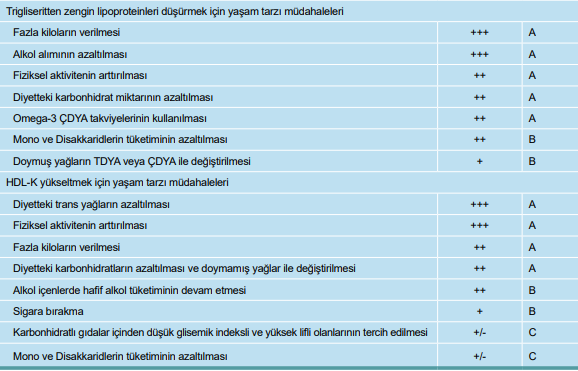 Trigliseritten zengin lipoproteinleri düşürmek için yaşam tarzı müdahaleleri
Fazla kiloların verilmesi +++ A
Alkol alımının azaltılması +++ A
Fiziksel aktivitenin arttırılması ++ A
Diyetteki karbonhidrat miktarının azaltılması ++ A
Omega-3 ÇDYA takviyelerinin kullanılması ++ A
Mono ve Disakkaridlerin tüketiminin azaltılması ++ B
Doymuş yağların TDYA veya ÇDYA ile değiştirilmesi + B
HDL-K yükseltmek için yaşam tarzı müdahaleleri
Diyetteki trans yağların azaltılması +++ A
Fiziksel aktivitenin arttırılması +++ A
Fazla kiloların verilmesi ++ A
Diyetteki karbonhidratların azaltılması ve doymamış yağlar ile değiştirilmesi ++ A
Alkol içenlerde hafif alkol tüketiminin devam etmesi ++ B
Sigara bırakma + B
Karbonhidratlı gıdalar içinden düşük glisemik indeksli ve yüksek lifli olanlarının tercih edilmesi +/- C
Mono ve Disakkaridlerin tüketiminin azaltılması +/- C